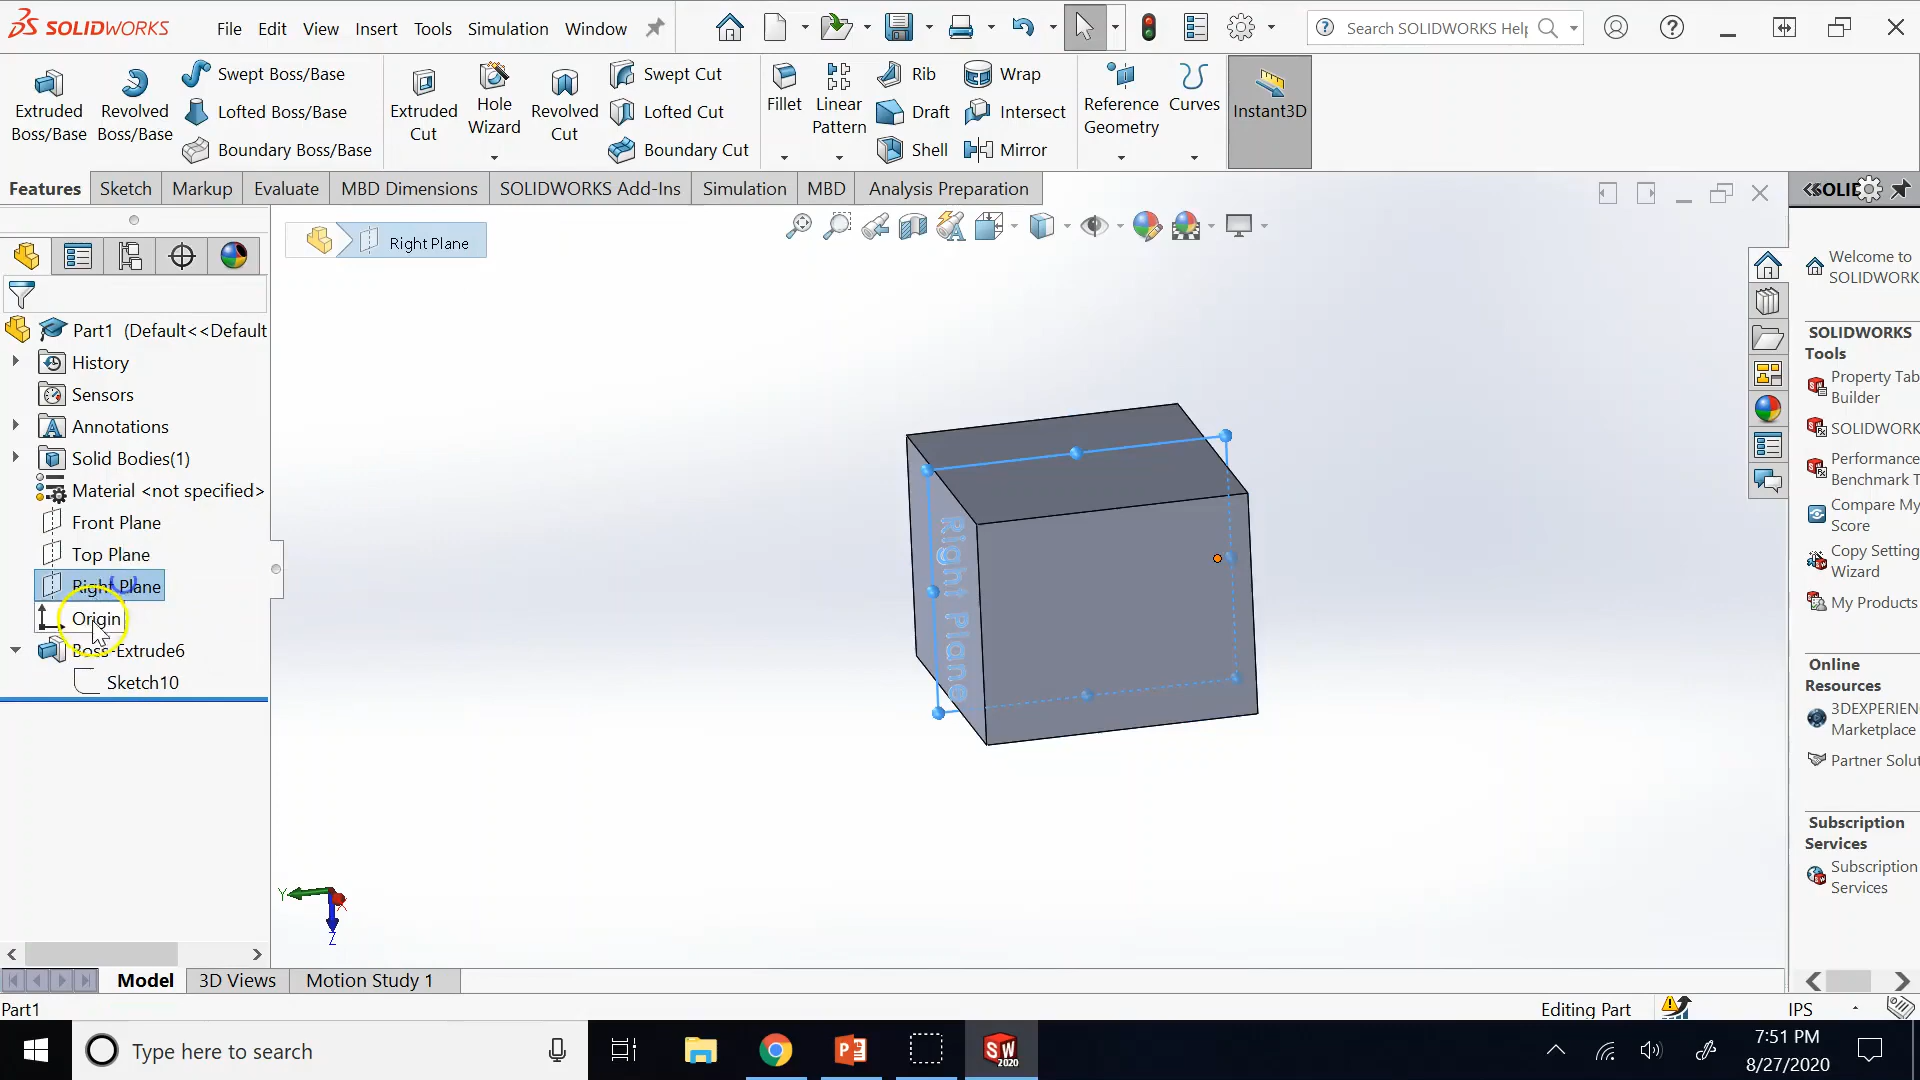 SOLIDWORKS
File Edit View Insert Tools Simulation Window
Search SOLIDWORKS Help
Extruded Boss/Base
Revolved Boss/Base
Swept Boss/Base
Lofted Boss/Base
Boundary Boss/Base
Extruded Cut
Hole Wizard
Revolved Cut
Swept Cut
Lofted Cut
Boundary Cut
Fillet
Linear Pattern
Rib
Draft
Shell
Wrap
Intersect
Mirror
Reference Geometry
Curves
Instant3D
Features Sketch Markup Evaluate MBD Dimensions SOLIDWORKS Add-Ins Simulation MBD Analysis Preparation
Right Plane
Part1 (Default<<Default
History
Sensors
Annotations
Solid Bodies(1)
Material <not specified>
Front Plane
Top Plane
Right Plane
Origin
Boss-Extrude6
Sketch10
Right Plane
Y
X
Z
Welcome to
SOLIDWORK
SOLIDWORKS
Tools
Property Tab
Builder
SOLIDWORKS
Performance
Benchmark T
Compare My
Score
Copy Setting
Wizard
My Products
Online
Resources
3DEXPERIEN
Marketplace
Partner Solut
Subscription
Services
Subscription
Services
Model 3D Views Motion Study 1
Part1
Editing Part
IPS
Type here to search
SW
2020
7:51 PM
8/27/2020